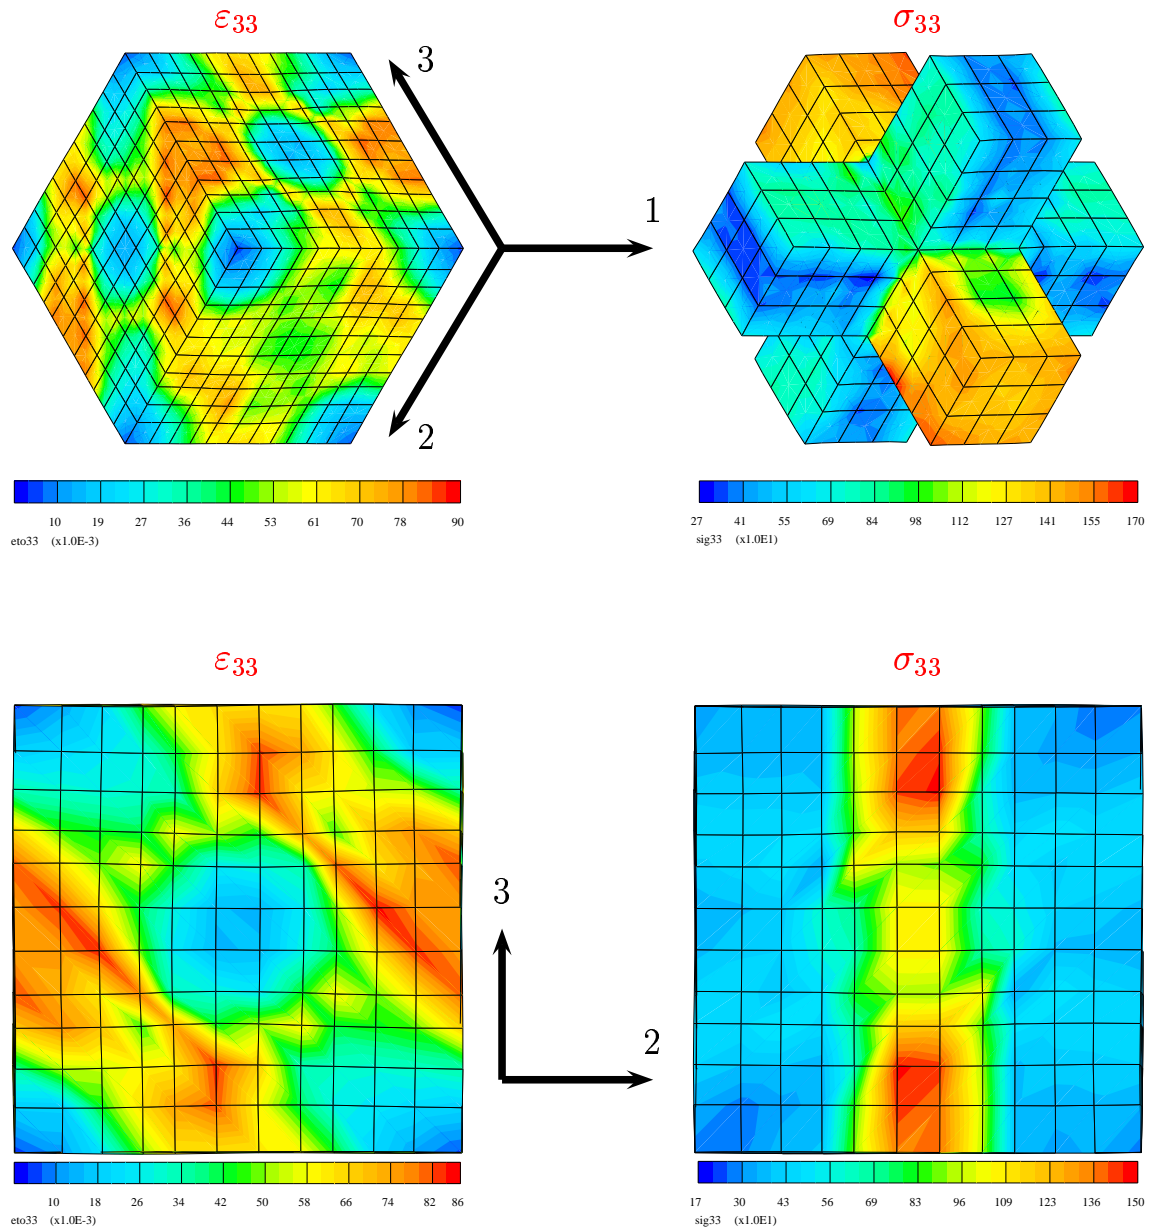 ε33 σ33
3
1
2
10 19 27 36 44 53 61 70 78 90
eto33 (x1.0E-3)
27 41 55 69 84 98 112 127 141 155 170
sig33 (x1.0E1)
ε33 σ33
3
2
10 18 26 34 42 50 58 66 74 82 86
eto33 (x1.0E-3)
17 30 43 56 69 83 96 109 123 136 150
sig33 (x1.0E1)